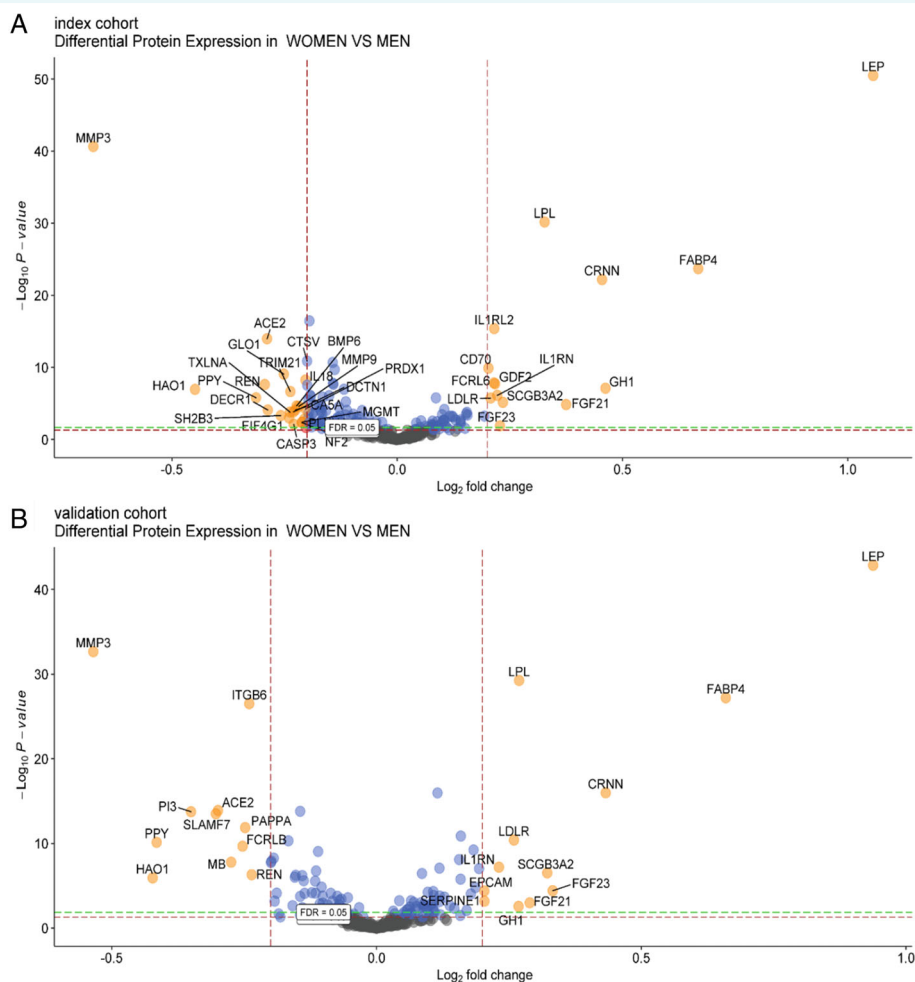 A
index cohort
Differential Protein Expression in WOMEN VS MEN
LEP
50
MMP3
40
LPL
30
FABP4
CRNN
20
IL1RL2
ACE2
GLO1
CTSV
BMP6
TRIM21
MMP9
CD70
IL1RN
TXLNA
IL18
PRDX1
10
PPY
REN
DCTN1
FCRL6
GDF2
GH1
HAO1
DECR1
CA5A
LDLR
SCGB3A2
FGF21
SH2B3
EIF4G1
MGMT
FGF23
FDR = 0.05
CASP3
NF2
0
-0.5
0.0
0.5
1.0
Log2 fold change
−Log10 P − value
B
validation cohort
Differential Protein Expression in WOMEN VS MEN
LEP
40
MMP3
30
LPL
ITGB6
FABP4
20
CRNN
PI3
ACE2
SLAMF7
PAPPA
LDLR
PPY
FCRLB
10
MB
IL1RN
SCGB3A2
HAO1
REN
EPCAM
FGF23
SERPINE1
FGF21
GH1
FDR = 0.05
0
-0.5
0.0
0.5
1.0
Log2 fold change
−Log10 P − value